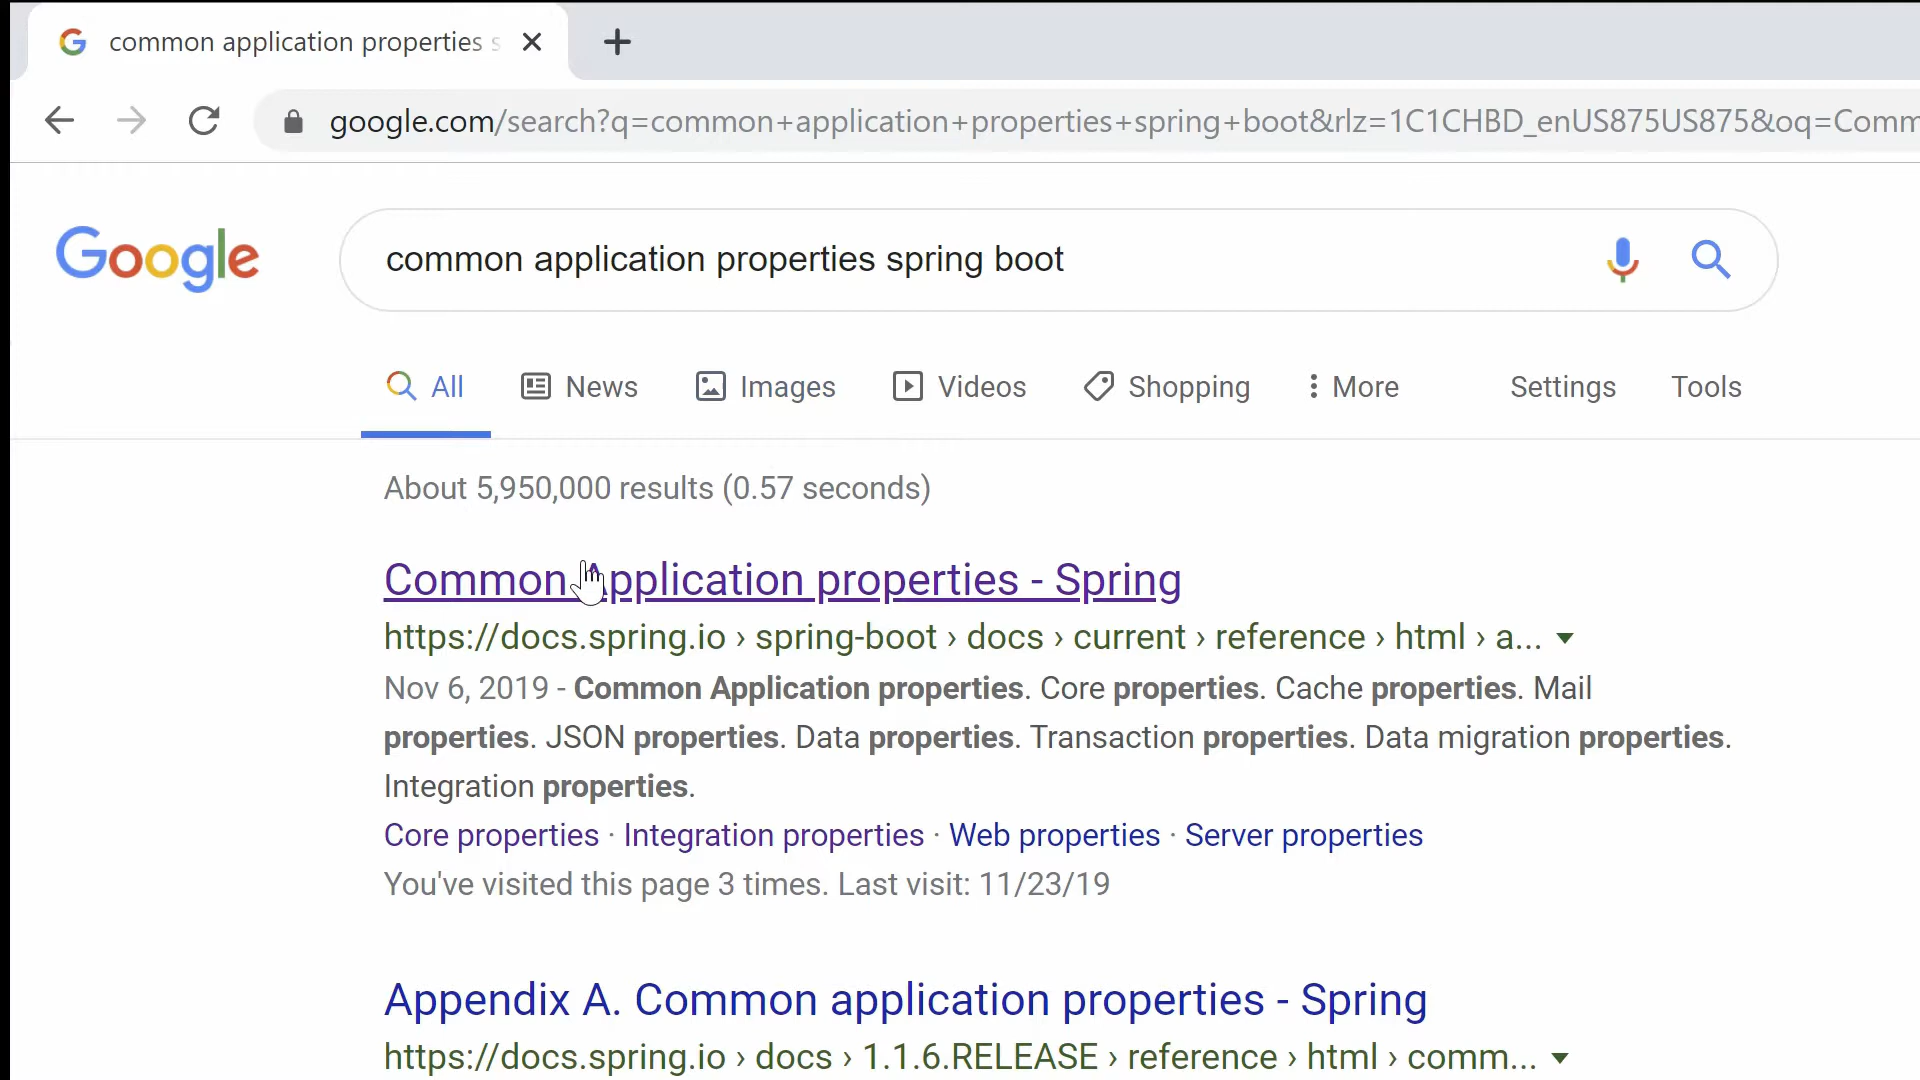 common application properties s
google.com/search?q=common+application+properties+spring+boot&rlz=1C1CHBD_enUS875US875&oq=Comm
Google
common application properties spring boot
All News Images Videos Shopping More Settings Tools
About 5,950,000 results (0.57 seconds)
Common Application properties - Spring
https://docs.spring.io › spring-boot › docs › current › reference › html › a...
Nov 6, 2019 - Common Application properties. Core properties. Cache properties. Mail
properties. JSON properties. Data properties. Transaction properties. Data migration properties.
Integration properties.
Core properties · Integration properties · Web properties · Server properties
You've visited this page 3 times. Last visit: 11/23/19
Appendix A. Common application properties - Spring
https://docs.spring.io › docs › 1.1.6.RELEASE › reference › html › comm...